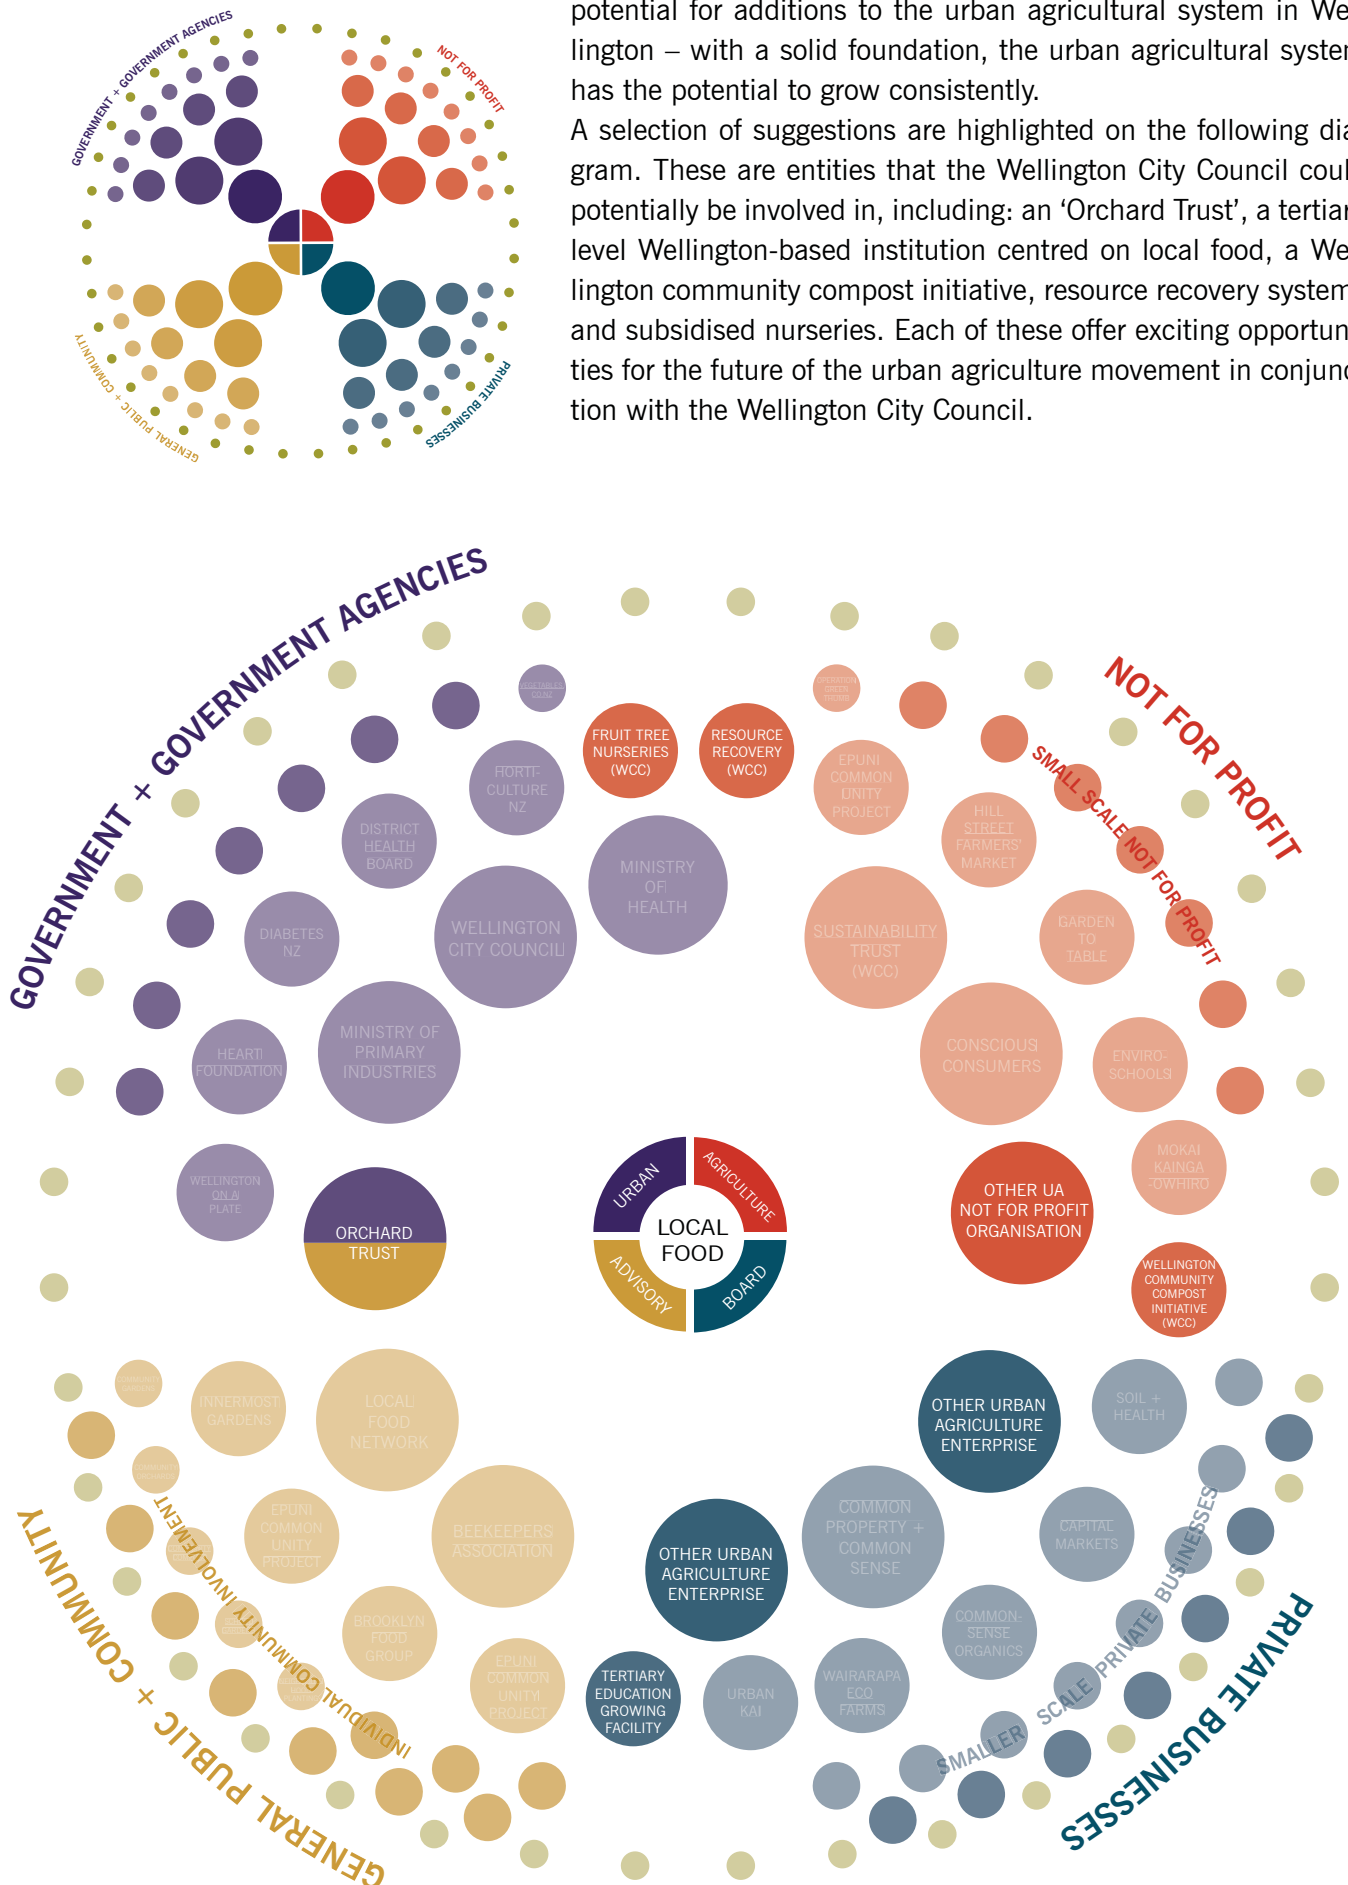 potential for additions to the urban agricultural system in We
lington – with a solid foundation, the urban agricultural system
has the potential to grow consistently.
A selection of suggestions are highlighted on the following dia
gram. These are entities that the Wellington City Council coul
potentially be involved in, including: an ‘Orchard Trust’, a tertiar
level Wellington-based institution centred on local food, a We
lington community compost initiative, resource recovery system
and subsidised nurseries. Each of these offer exciting opportun
ties for the future of the urban agriculture movement in conjunc
tion with the Wellington City Council.
GOVERNMENT + GOVERNMENT AGENCIES
NOT FOR PROFIT
GENERAL PUBLIC + COMMUNITY
PRIVATE BUSINESSES
GOVERNMENT + GOVERNMENT AGENCIES
NOT FOR PROFIT
SMALL SCALE NOT FOR PROFIT
VEGETABLES
CO.NZ
OPERATION
GREEN
THUMB
FRUIT TREE
NURSERIES
(WCC)
RESOURCE
RECOVERY
(WCC)
HORTI-
CULTURE
NZ
EPUNI
COMMON
UNITY
PROJECT
DISTRICT
HEALTH
BOARD
HILL
STREET
FARMERS'
MARKET
MINISTRY
OF
HEALTH
WELLINGTON
CITY COUNCIL
SUSTAINABILITY
TRUST
(WCC)
DIABETES
NZ
GARDEN
TO
TABLE
MINISTRY OF
PRIMARY
INDUSTRIES
CONSCIOUS
CONSUMERS
HEART
FOUNDATION
ENVIRO-
SCHOOLS
WELLINGTON
ON A
PLATE
MOKAI
KAINGA
-OWHIRO
ORCHARD
TRUST
URBAN
AGRICULTURE
ADVISORY
BOARD
LOCAL
FOOD
OTHER UA
NOT FOR PROFIT
ORGANISATION
WELLINGTON
COMMUNITY
COMPOST
INITIATIVE
(WCC)
INNERMOST
GARDENS
LOCAL
FOOD
NETWORK
OTHER URBAN
AGRICULTURE
ENTERPRISE
SOIL +
HEALTH
EPUNI
COMMON
UNITY
PROJECT
BEEKEEPERS
ASSOCIATION
OTHER URBAN
AGRICULTURE
ENTERPRISE
COMMON
PROPERTY +
COMMON
SENSE
CAPITAL
MARKETS
BROOKLYN
FOOD
GROUP
COMMON-
SENSE
ORGANICS
EPUNI
COMMON
UNITY
PROJECT
TERTIARY
EDUCATION
GROWING
FACILITY
URBAN
KAI
WAIRARAPA
ECO
FARMS
INDIVIDUAL COMMUNITY INVOLVEMENT
SMALLER SCALE PRIVATE BUSINESSES
GENERAL PUBLIC + COMMUNITY
PRIVATE BUSINESSES